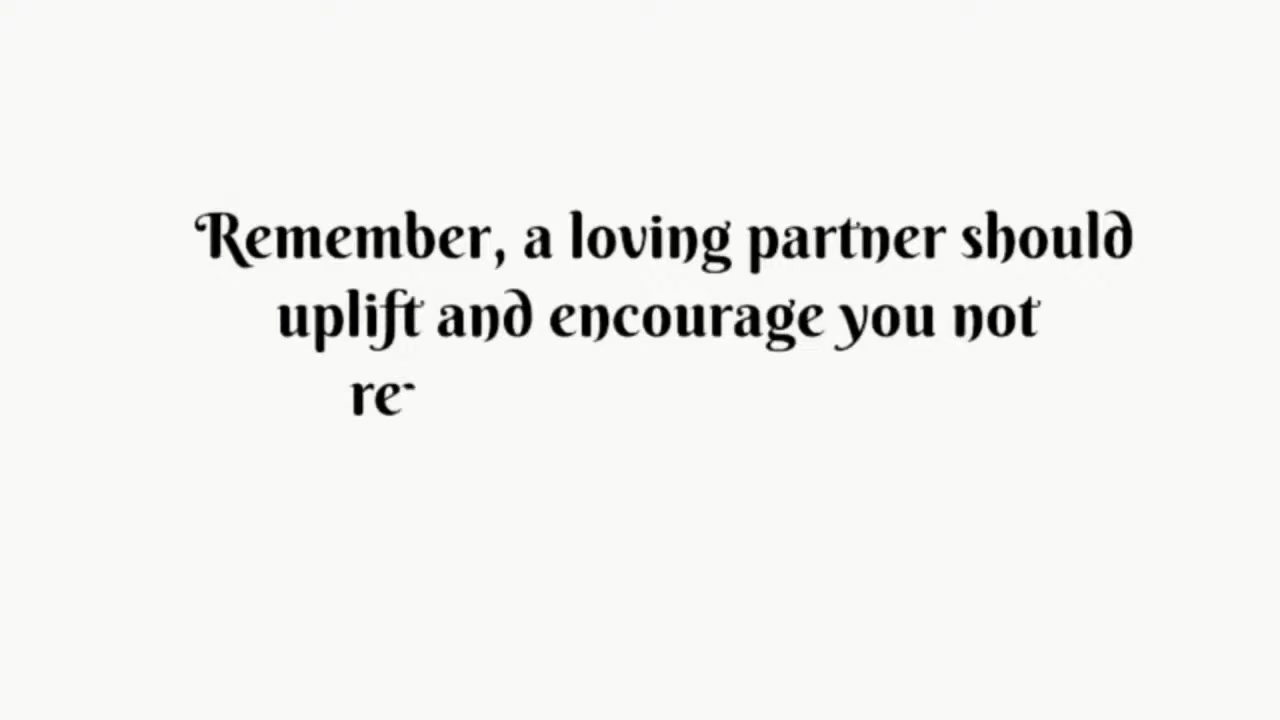 Remember, a loving partner should
uplift and encourage you not
re